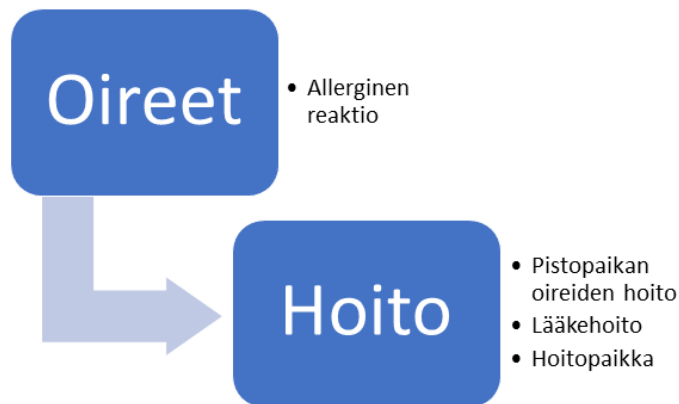 Oireet
• Allerginen
reaktio
Hoito
• Pistopaikan
oireiden hoito
• Lääkehoito
• Hoitopaikka